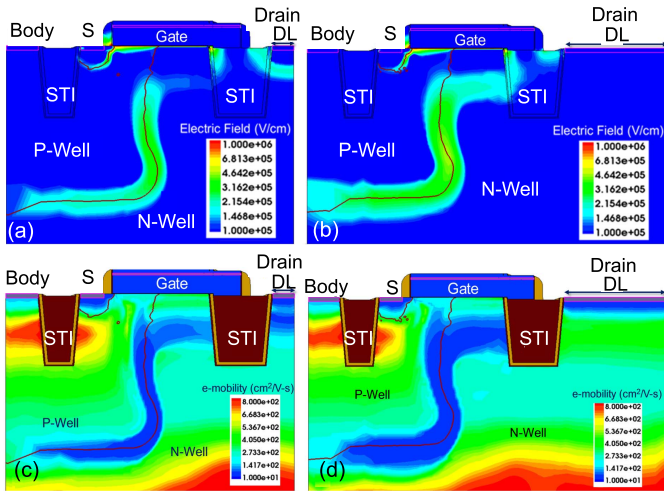 Body
S
Gate
Drain
DL
STI
STI
P-Well
N-Well
Electric Field (V/cm)
1.000e+06
6.813e+05
4.642e+05
3.162e+05
2.154e+05
1.468e+05
1.000e+05
(a)
Body
S
Gate
Drain
DL
STI
STI
P-Well
N-Well
Electric Field (V/cm)
1.000e+06
6.813e+05
4.642e+05
3.162e+05
2.154e+05
1.468e+05
1.000e+05
(b)
Body
S
Gate
Drain
DL
STI
STI
P-Well
N-Well
e-mobility (cm²/V-s)
8.000e+02
6.683e+02
5.367e+02
4.050e+02
2.733e+02
1.417e+02
1.000e+01
(c)
Body
S
Gate
Drain
DL
STI
STI
P-Well
N-Well
e-mobility (cm²/V-s)
8.000e+02
6.683e+02
5.367e+02
4.050e+02
2.733e+02
1.417e+02
1.000e+01
(d)